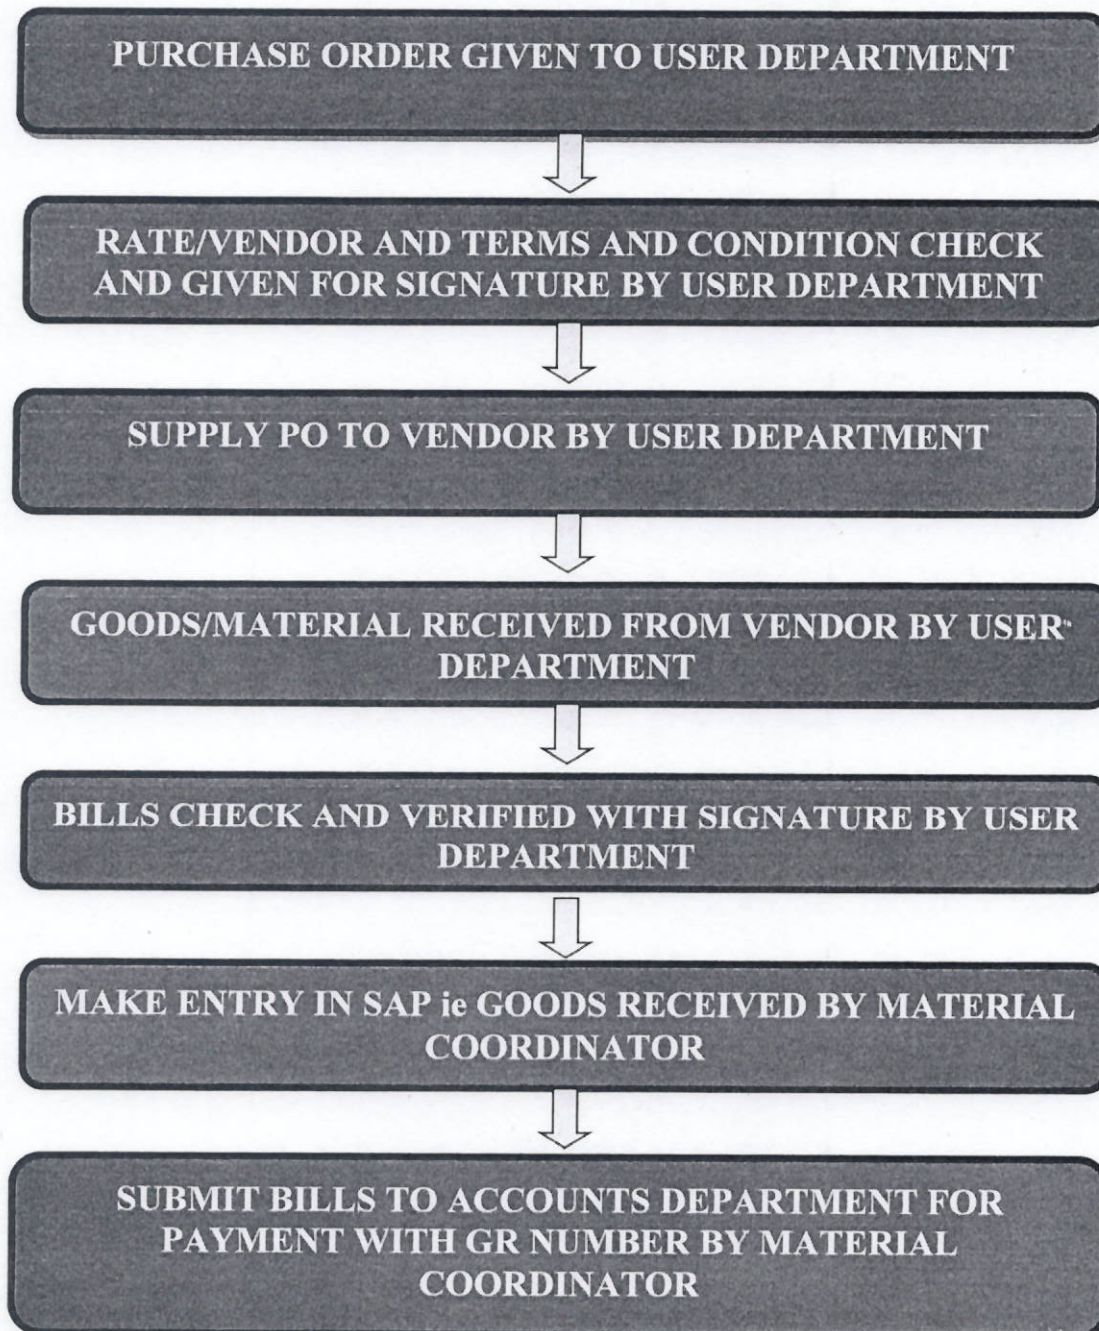 PURCHASE ORDER GIVEN TO USER DEPARTMENT
RATE/VENDOR AND TERMS AND CONDITION CHECK
AND GIVEN FOR SIGNATURE BY USER DEPARTMENT
SUPPLY PO TO VENDOR BY USER DEPARTMENT
GOODS/MATERIAL RECEIVED FROM VENDOR BY USER
DEPARTMENT
BILLS CHECK AND VERIFIED WITH SIGNATURE BY USER
DEPARTMENT
MAKE ENTRY IN SAP ie GOODS RECEIVED BY MATERIAL
COORDINATOR
SUBMIT BILLS TO ACCOUNTS DEPARTMENT FOR
PAYMENT WITH GR NUMBER BY MATERIAL
COORDINATOR